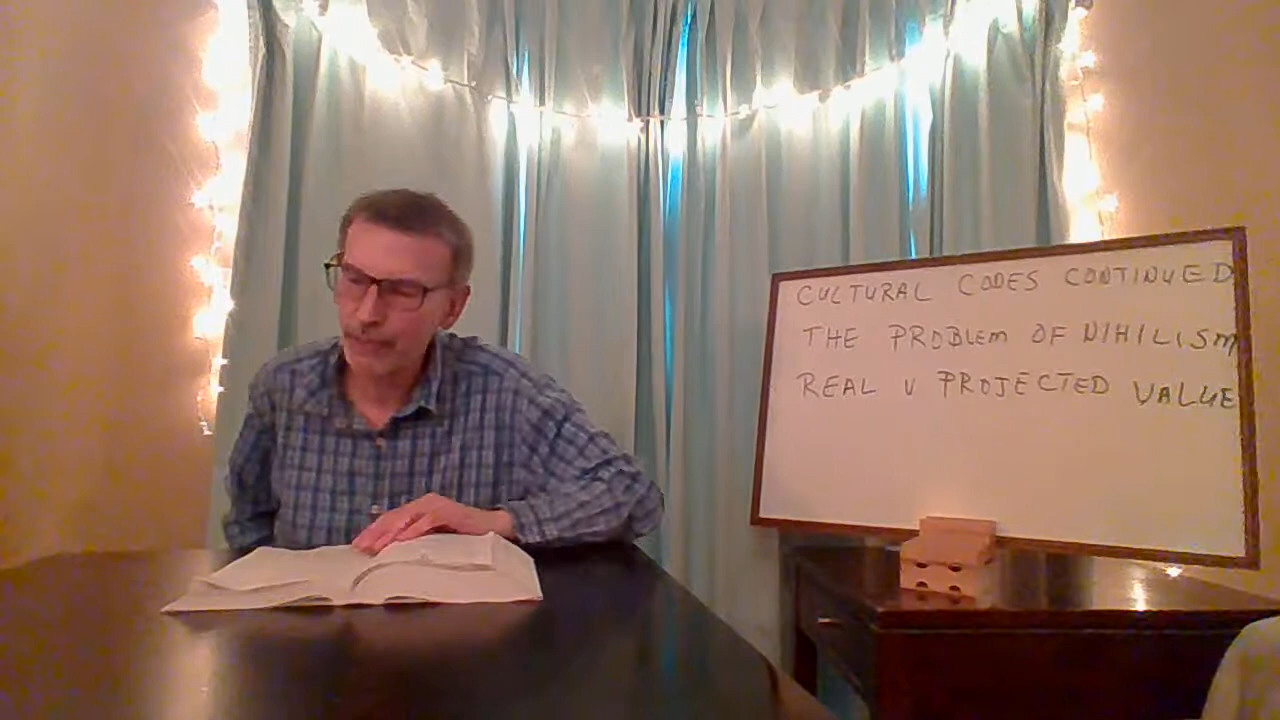 CULTURAL CODES CONTINUED
THE PROBLEM OF NIHILISM
REAL V PROJECTED VALUE